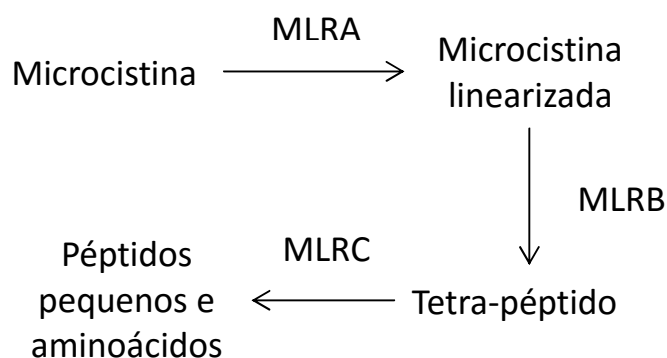 MLRA
Microcistina
Microcistina
linearizada
MLRB
Tetra-péptido
MLRC
Péptidos
pequenos e
aminoácidos